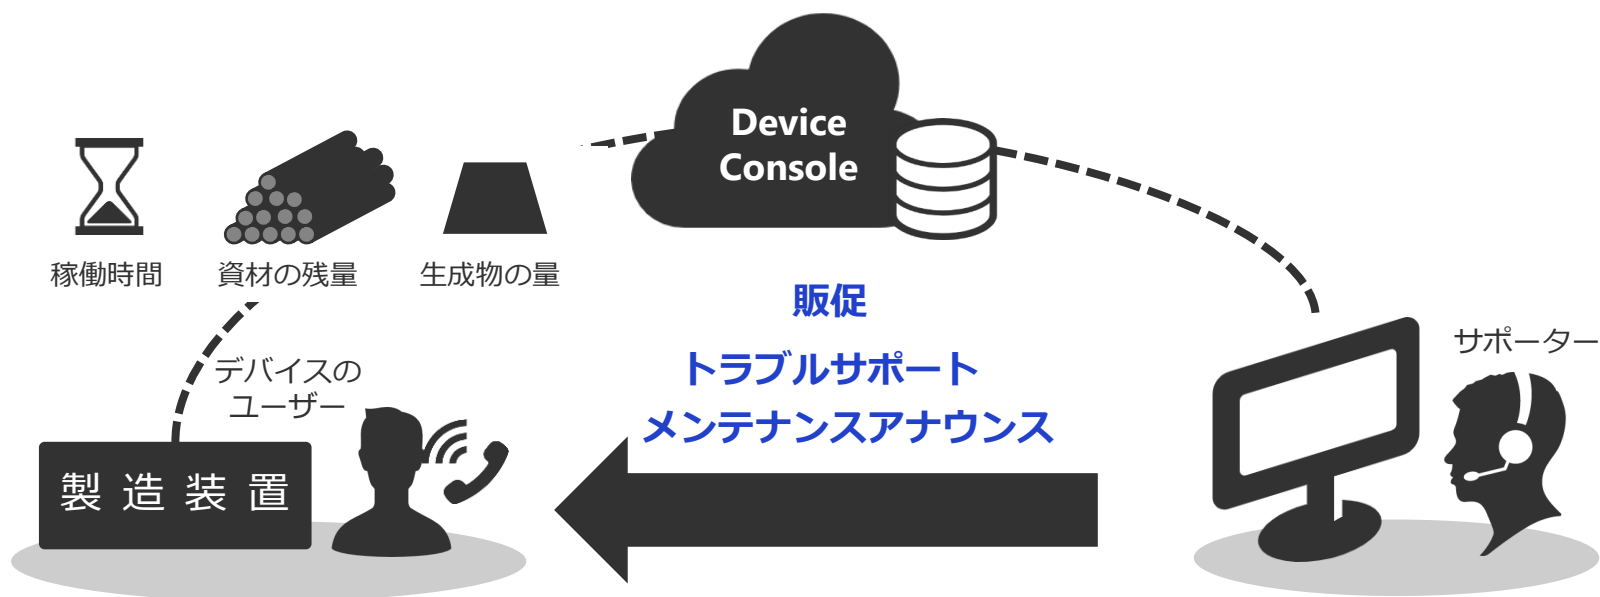 Device
Console
稼働時間
資材の残量
生成物の量
販促
トラブルサポート
メンテナンスアナウンス
デバイスの
ユーザー
製造装置
サポーター